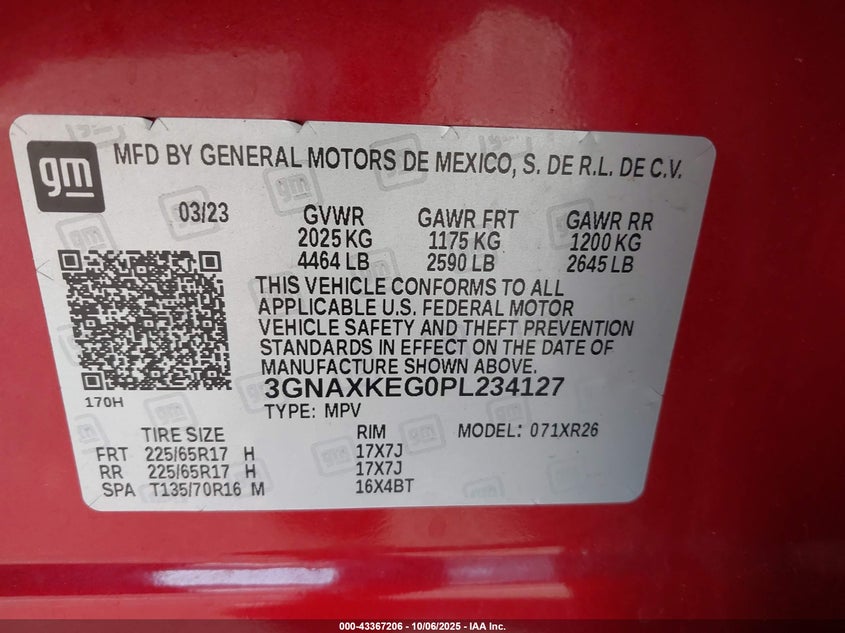 gm
MFD BY GENERAL MOTORS DE MEXICO, S. DE R.L. DE C.V.
03/23 GVWR GAWR FRT GAWR RR
2025 KG 1175 KG 1200 KG
4464 LB 2590 LB 2645 LB
THIS VEHICLE CONFORMS TO ALL
APPLICABLE U.S. FEDERAL MOTOR
VEHICLE SAFETY AND THEFT PREVENTION
STANDARDS IN EFFECT ON THE DATE OF
MANUFACTURE SHOWN ABOVE.
170H
3GNAXKEG0PL234127
TYPE: MPV
TIRE SIZE RIM MODEL: 071XR26
FRT 225/65R17 H 17X7J
RR 225/65R17 H 17X7J
SPA T135/70R16 M 16X4BT
000-43367206 - 10/06/2025 - IAA Inc.